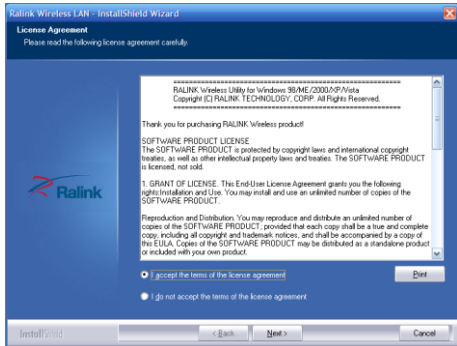 Ralink Wireless LAN - InstallShield Wizard
License Agreement
Please read the following license agreement carefully.
==================================================
RALINK Wireless Utility for Windows 98/ME/2000/XP/Vista
Copyright (C) RALINK TECHNOLOGY, CORP. All Rights Reserved.
==================================================
Thank you for purchasing RALINK Wireless product!
SOFTWARE PRODUCT LICENSE
The SOFTWARE PRODUCT is protected by copyright laws and international copyright
treaties, as well as other intellectual property laws and treaties. The SOFTWARE PRODUCT
is licensed, not sold.
1. GRANT OF LICENSE. This End-User License Agreement grants you the following
rights:Installation and Use. You may install and use an unlimited number of copies of the
SOFTWARE PRODUCT.
Reproduction and Distribution. You may reproduce and distribute an unlimited number of
copies of the SOFTWARE PRODUCT; provided that each copy shall be a true and complete
copy, including all copyright and trademark notices, and shall be accompanied by a copy of
this EULA. Copies of the SOFTWARE PRODUCT may be distributed as a standalone product
or included with your own product.
Ralink
I accept the terms of the license agreement
Print
I do not accept the terms of the license agreement
InstallShield
< Back
Next >
Cancel